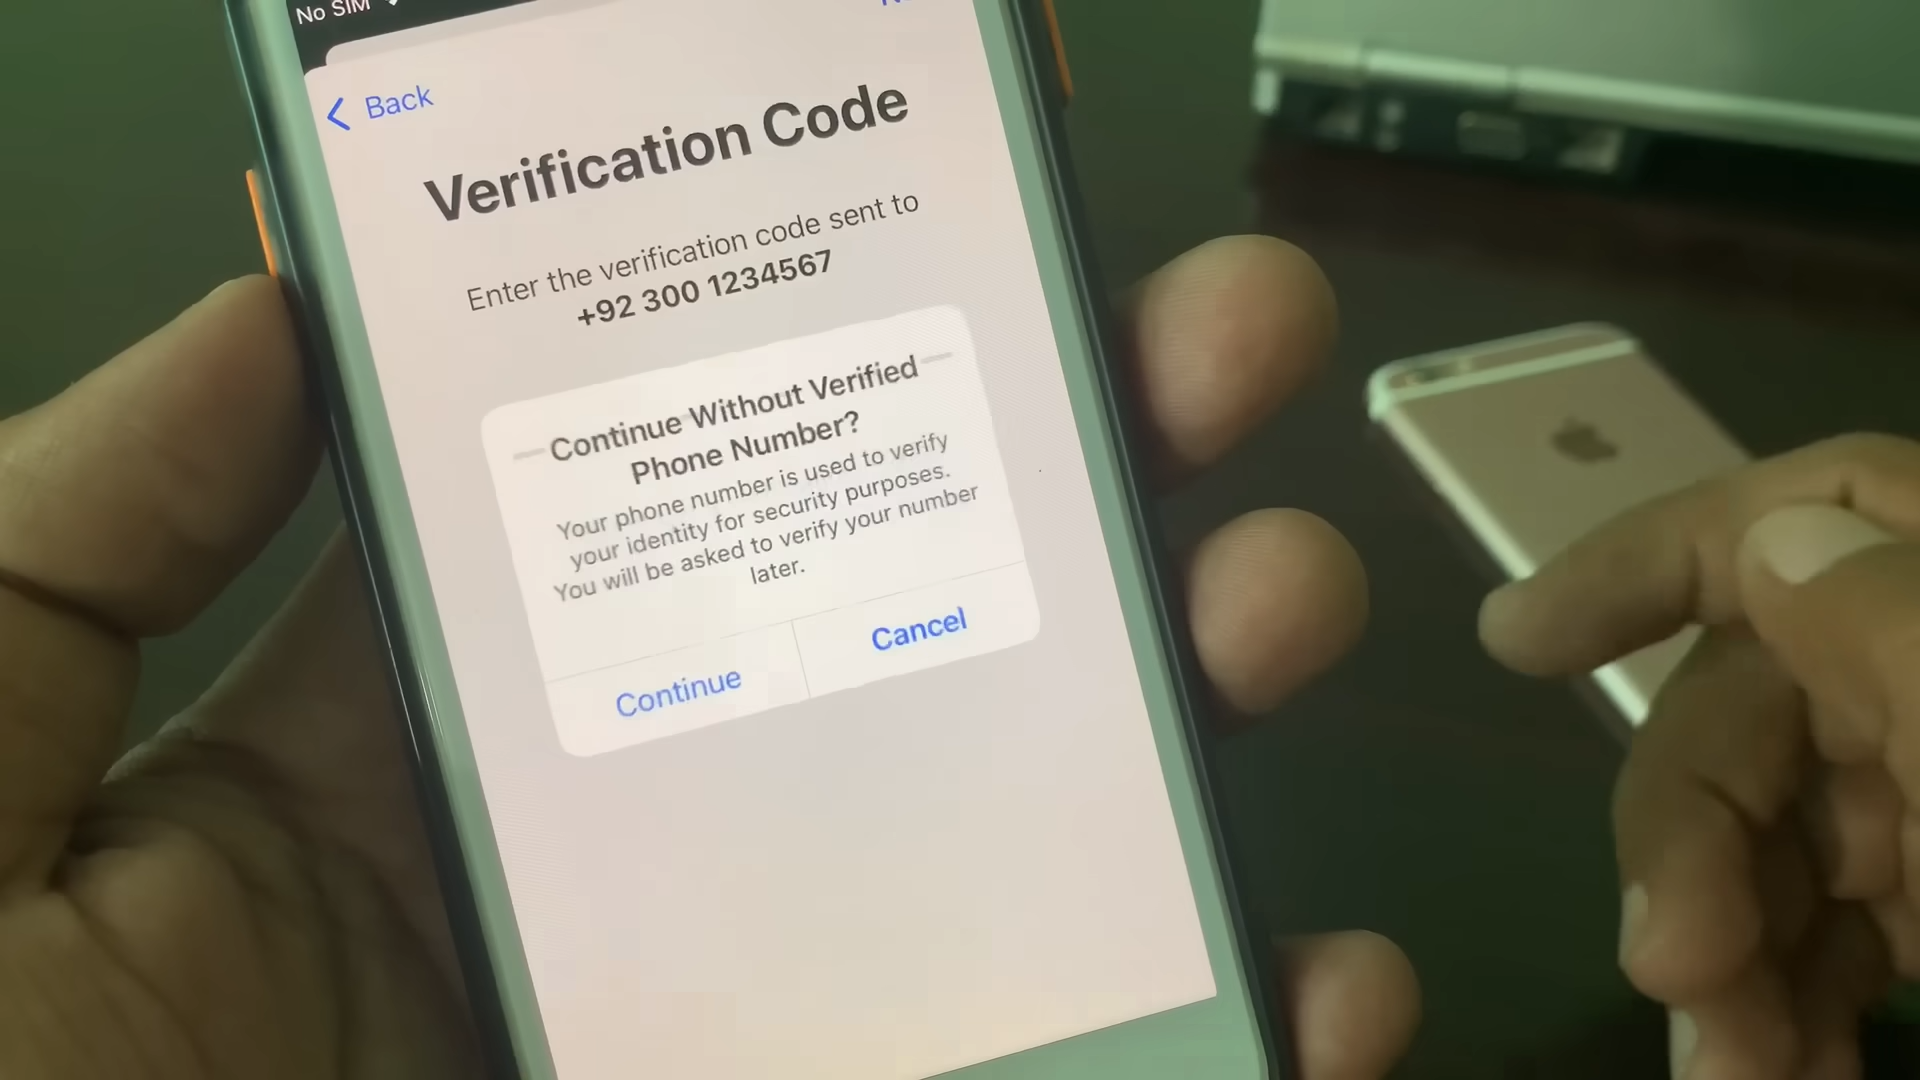 No SIM
Back
Verification Code
Enter the verification code sent to
+92 300 1234567
Continue Without Verified
Phone Number?
Your phone number is used to verify
your identity for security purposes.
You will be asked to verify your number
later.
Continue
Cancel